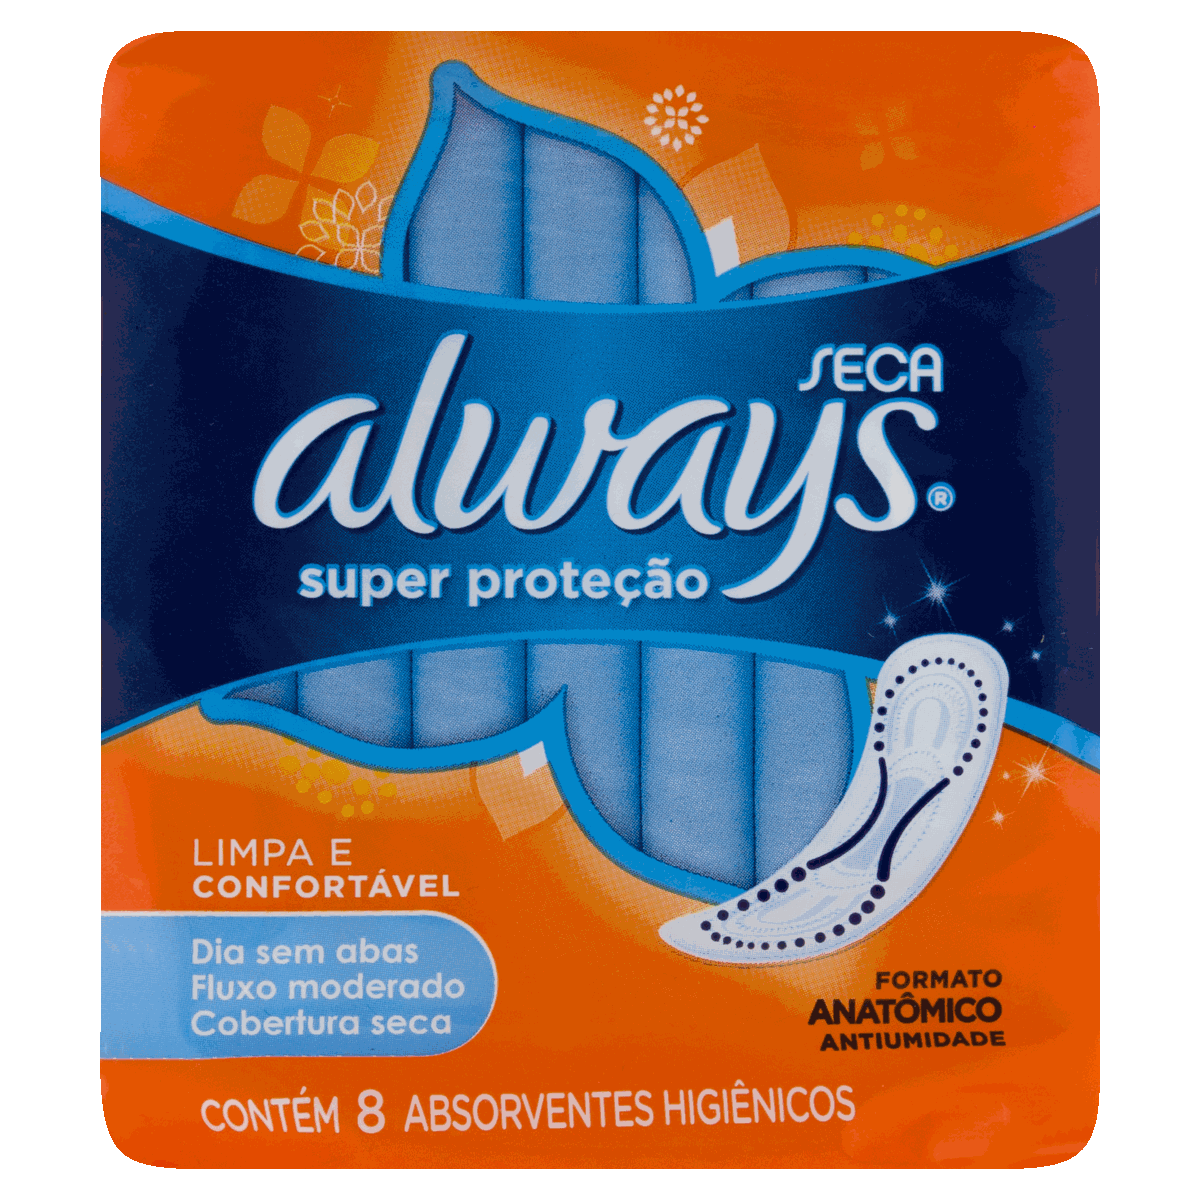 SECA
always®
super proteção
LIMPA E
CONFORTÁVEL
Dia sem abas
Fluxo moderado
Cobertura seca
FORMATO
ANATÔMICO
ANTIUMIDADE
CONTÉM 8 ABSORVENTES HIGIÊNICOS